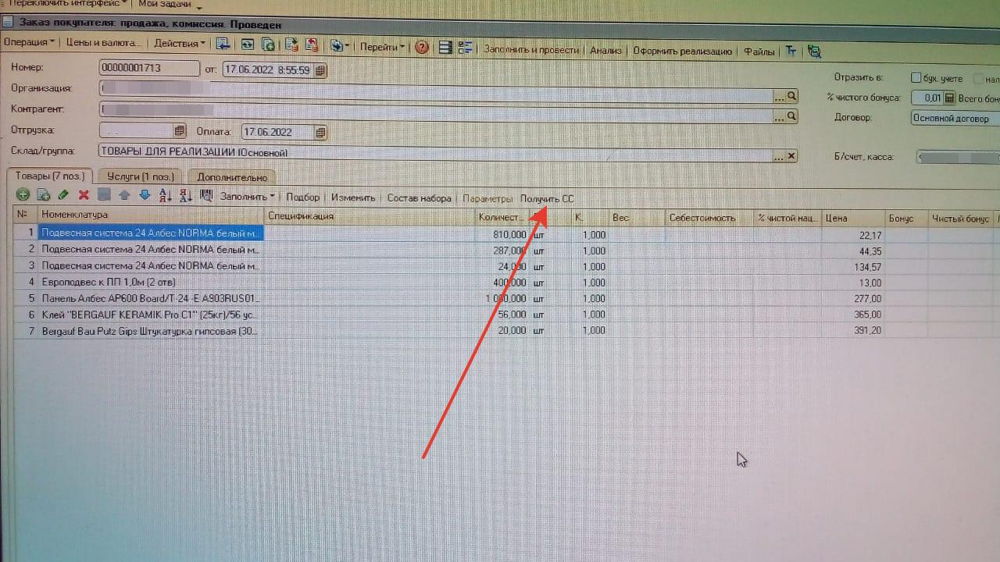 Переключить интерфейс Мои задачи
Заказ покупателя: продажа, комиссия. Проведен
Операция Цены и валюта... Действия Перейти Заполнить и провести Анализ Оформить реализацию Файлы
Номер: 00000001713 от: 17.06.2022 8:55:59 Отразить в: бух. учете нал
Организация: % чистого бонуса: 0,01 Всего бон
Контрагент: Договор: Основной договор
Отгрузка: . . Оплата: 17.06.2022
Склад/группа: ТОВАРЫ ДЛЯ РЕАЛИЗАЦИИ (Основной) ... Б/счет, касса:
Товары (7 поз.) Услуги (1 поз.) Дополнительно
Заполнить Подбор Изменить Состав набора Параметры Получить СС
№ Номенклатура Спецификация Количест... К. Вес Себестоимость % чистой нац... Цена Бонус Чистый бонус
1 Подвесная система 24 Албес NORMA белый м... 810,000 шт 1,000 22,17
2 Подвесная система 24 Албес NORMA белый м... 287,000 шт 1,000 44,35
3 Подвесная система 24 Албес NORMA белый м... 24,000 шт 1,000 134,57
4 Европодвес к ПП 1,0м (2 отв) 400,000 шт 1,000 13,00
5 Панель Албес AP600 Board/T-24 -E A903RUS01... шт 1,000 277,00
6 Клей "BERGAUF KERAMIK Pro C1" (25кг)/56 ус... 56,000 шт 1,000 365,00
7 Bergauf Bau Putz Gips Штукатурка гипсовая (30... 20,000 шт 1,000 391,20